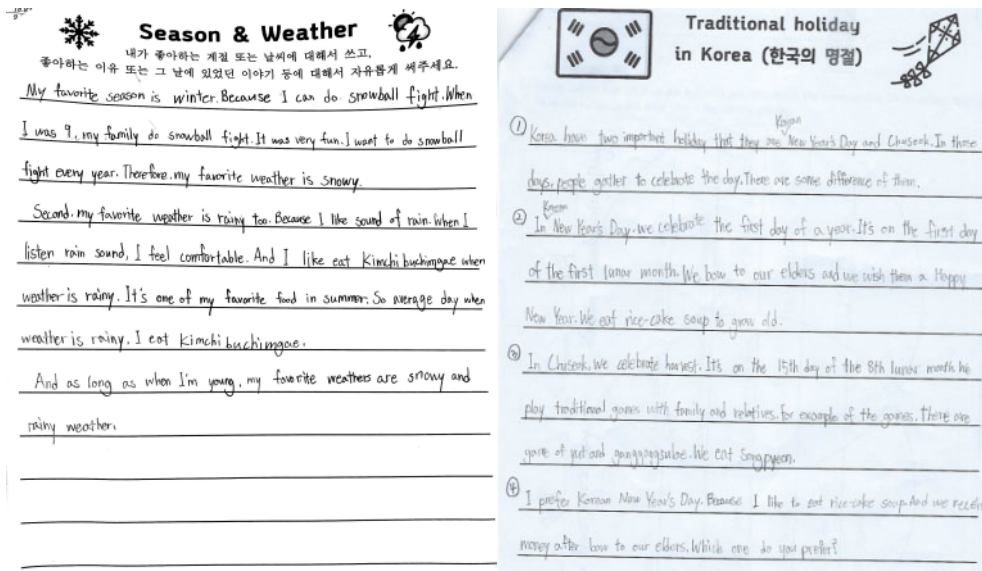 Season & Weather
내가 좋아하는 계절 또는 날씨에 대해서 쓰고,
좋아하는 이유 또는 그 날에 있었던 이야기 등에 대해서 자유롭게 써주세요.
My favorite season is winter. Because I can do snowball fight. When
I was 9, my family do snowball fight. It was very fun. I want to do snowball
fight every year. Therefore, my favorite weather is snowy.
Second, my favorite weather is rainy too. Because I like sound of rain. When I
listen rain sound, I feel comfortable. And I like eat Kimchi buchimgae when
weather is rainy. It's one of my favorite food in summer. So average day when
weather is rainy, I eat Kimchi buchimgae.
And as long as when I'm young, my favorite weathers are snowy and
rainy weather.
Traditional holiday
in Korea (한국의 명절)
Korean
① Korea have two important holiday that they are New Year's Day and Chuseok. In those
days, people gather to celebrate the day. There are some difference of them.
Korean
② In New Year's Day, we celebrate the first day of a year. It's on the first day
of the first lunar month. We bow to our elders and we wish them a Happy
New Year. We eat rice-cake soup to grow old.
③ In Chuseok, we celebrate harvest. It's on the 15th day of the 8th lunar month. We
play traditional games with family and relatives. For example of the games, There are
game of yut and ganggangsulae. We eat Songpyeon.
④ I prefer Korean New Year's Day. Because I like to eat rice-cake soup. And we receive
money after bow to our elders. Which one do you prefer?